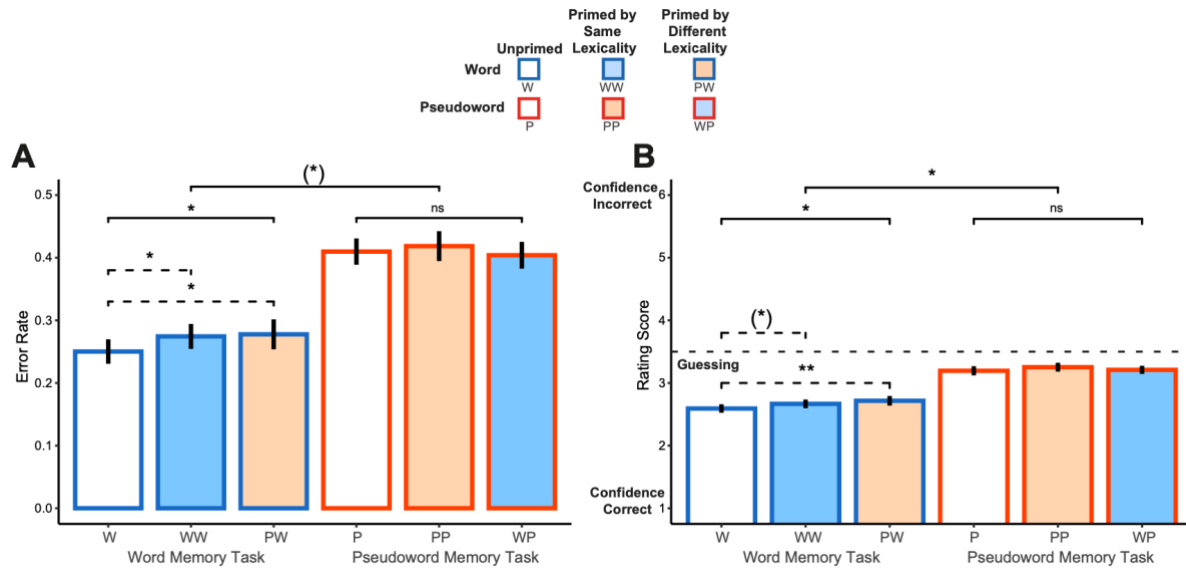 Primed by Primed by
Same Different
Unprimed Lexicality Lexicality
Word
W WW PW
Pseudoword
P PP WP
A
Error Rate
0.5
0.4
0.3
0.2
0.1
0.0
(*)
* ns
*
*
W WW PW P PP WP
Word Memory Task Pseudoword Memory Task
B
Rating Score
Confidence
Incorrect
6
5
4
3
2
1
*
* ns
(*)
Guessing
**
Confidence
Correct
W WW PW P PP WP
Word Memory Task Pseudoword Memory Task